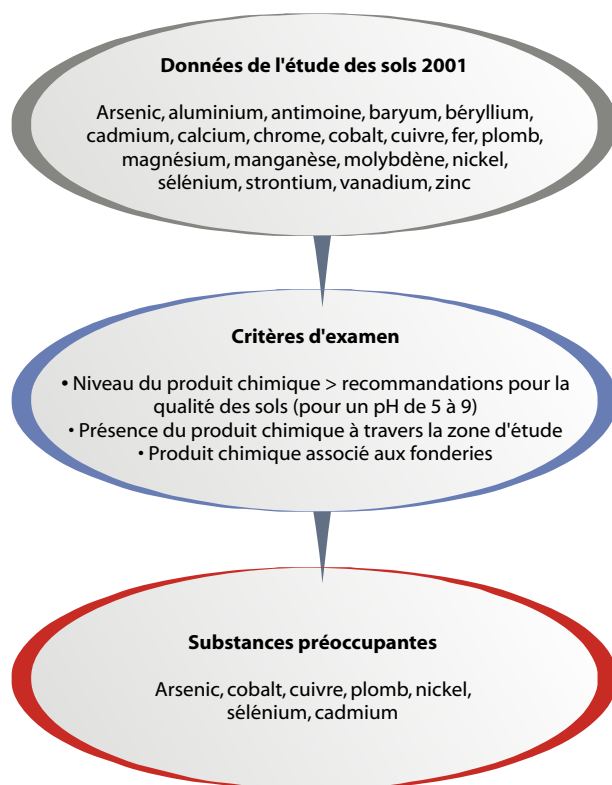 Données de l'étude des sols 2001
Arsenic, aluminium, antimoine, baryum, béryllium,
cadmium, calcium, chrome, cobalt, cuivre, fer, plomb,
magnésium, manganèse, molybdène, nickel,
sélénium, strontium, vanadium, zinc
Critères d'examen
• Niveau du produit chimique > recommandations pour la
qualité des sols (pour un pH de 5 à 9)
• Présence du produit chimique à travers la zone d'étude
• Produit chimique associé aux fonderies
Substances préoccupantes
Arsenic, cobalt, cuivre, plomb, nickel,
sélénium, cadmium